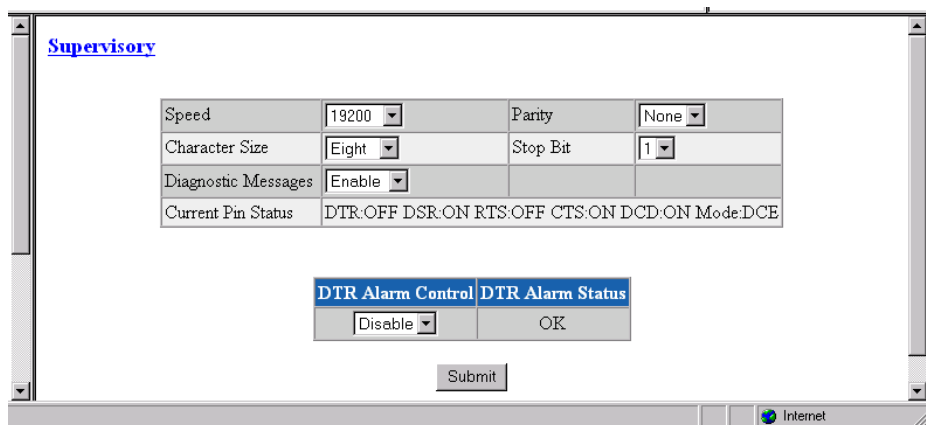 Supervisory
Speed 19200 Parity None
Character Size Eight Stop Bit 1
Diagnostic Messages Enable
Current Pin Status DTR:OFF DSR:ON RTS:OFF CTS:ON DCD:ON Mode:DCE
DTR Alarm Control DTR Alarm Status
Disable OK
Submit
Internet